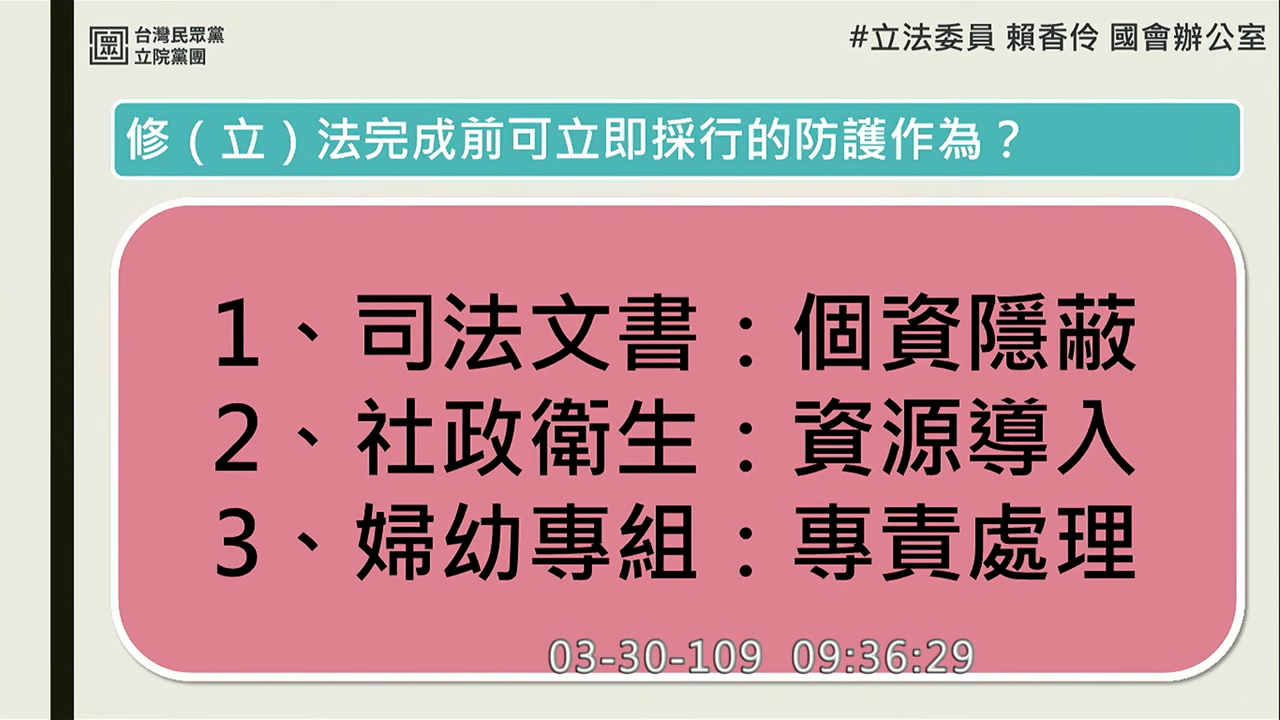 眾
台灣民眾黨
立院黨團
#立法委員 賴香伶 國會辦公室
修（立）法完成前可立即採行的防護作為？
1、司法文書：個資隱蔽
2、社政衛生：資源導入
3、婦幼專組：專責處理
03-30-109 09:36:29